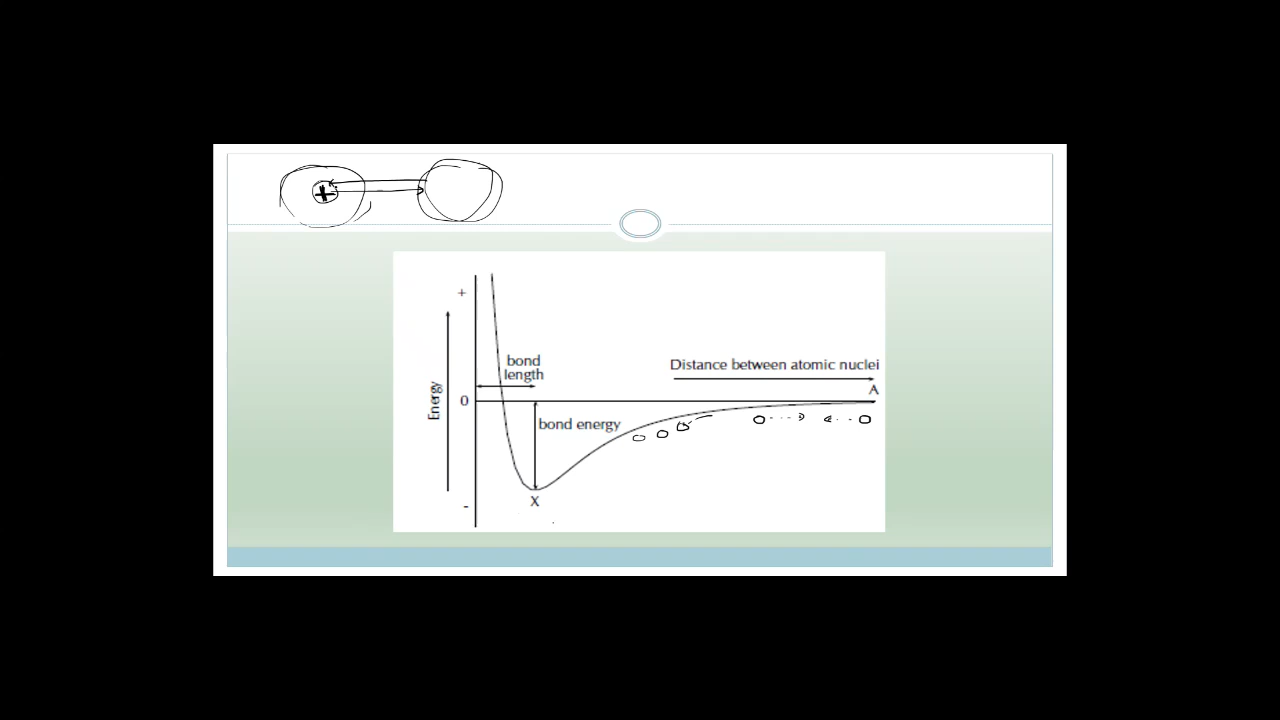 +
+
bond
length
Distance between atomic nuclei
A
Energy
0
bond energy
X
-